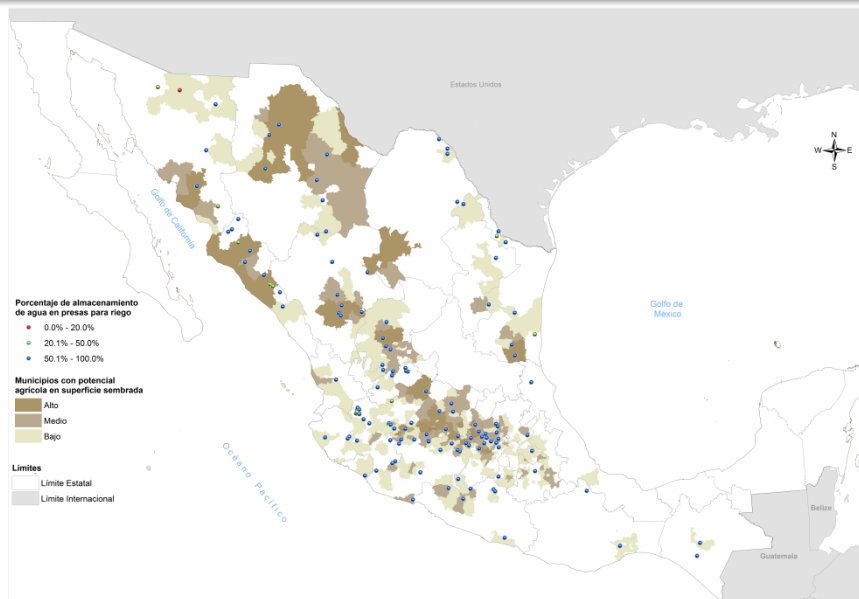 Estados Unidos
N
W E
S
Golfo de California
Golfo de
México
Porcentaje de almacenamiento
de agua en presas para riego
0.0% - 20.0%
20.1% - 50.0%
50.1% - 100.0%
Municipios con potencial
agrícola en superficie sembrada
Alto
Medio
Bajo
Océano Pacífico
Límites
Límite Estatal
Límite Internacional
Belize
Guatemala